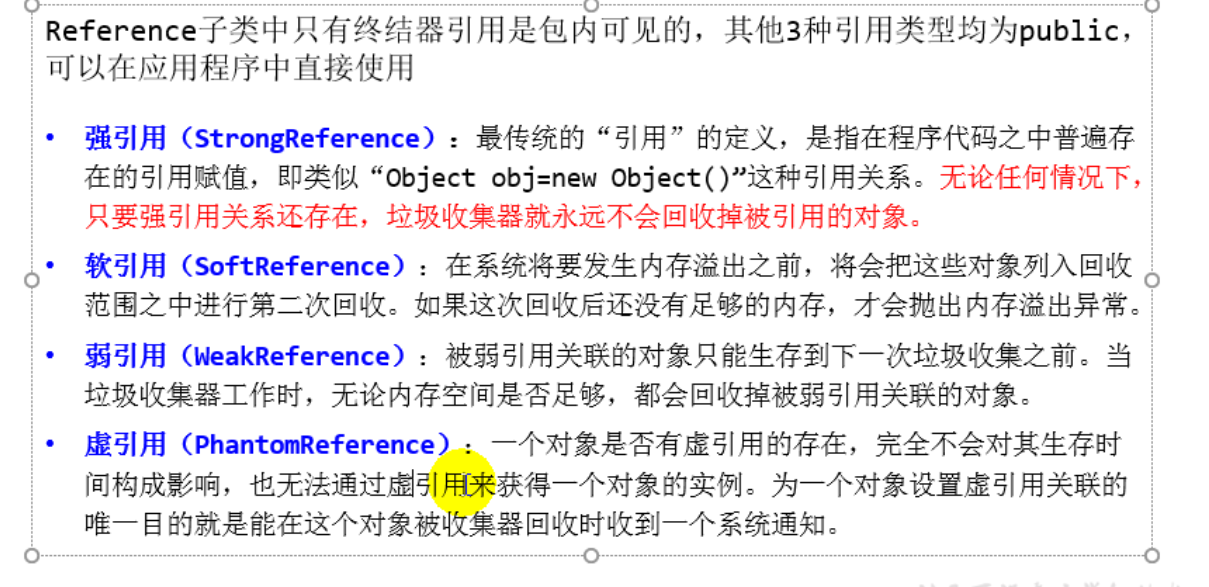 Reference子类中只有终结器引用是包内可见的，其他3种引用类型均为public，
可以在应用程序中直接使用
• 强引用（StrongReference）：最传统的“引用”的定义，是指在程序代码之中普遍存
在的引用赋值，即类似“Object obj=new Object()”这种引用关系。无论任何情况下，
只要强引用关系还存在，垃圾收集器就永远不会回收掉被引用的对象。
• 软引用（SoftReference）：在系统将要发生内存溢出之前，将会把这些对象列入回收
范围之中进行第二次回收。如果这次回收后还没有足够的内存，才会抛出内存溢出异常。
• 弱引用（WeakReference）：被弱引用关联的对象只能生存到下一次垃圾收集之前。当
垃圾收集器工作时，无论内存空间是否足够，都会回收掉被弱引用关联的对象。
• 虚引用（PhantomReference）：一个对象是否有虚引用的存在，完全不会对其生存时
间构成影响，也无法通过虚引用来获得一个对象的实例。为一个对象设置虚引用关联的
唯一目的就是能在这个对象被收集器回收时收到一个系统通知。